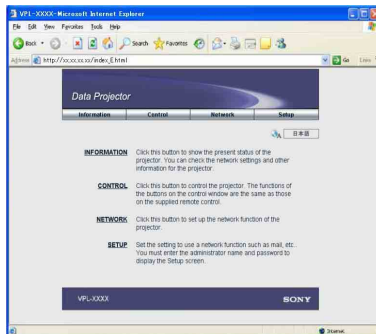 VPL-XXXX-Microsoft Internet Explorer
File Edit View Favorites Tools Help
Back Search Favorites
Address http://xx.xx.xx.xx/index_E.html Go Links
Data Projector
Information Control Network Setup
日本語
INFORMATION Click this button to show the present status of the
projector. You can check the network settings and other
information for the projector.
CONTROL Click this button to control the projector. The functions of
the buttons on the control window are the same as those
on the supplied remote control.
NETWORK Click this button to set up the network function of the
projector.
SETUP Set the setting to use a network function such as mail, etc.
You must enter the administrator name and password to
display the Setup screen.
VPL-XXXX SONY
Internet